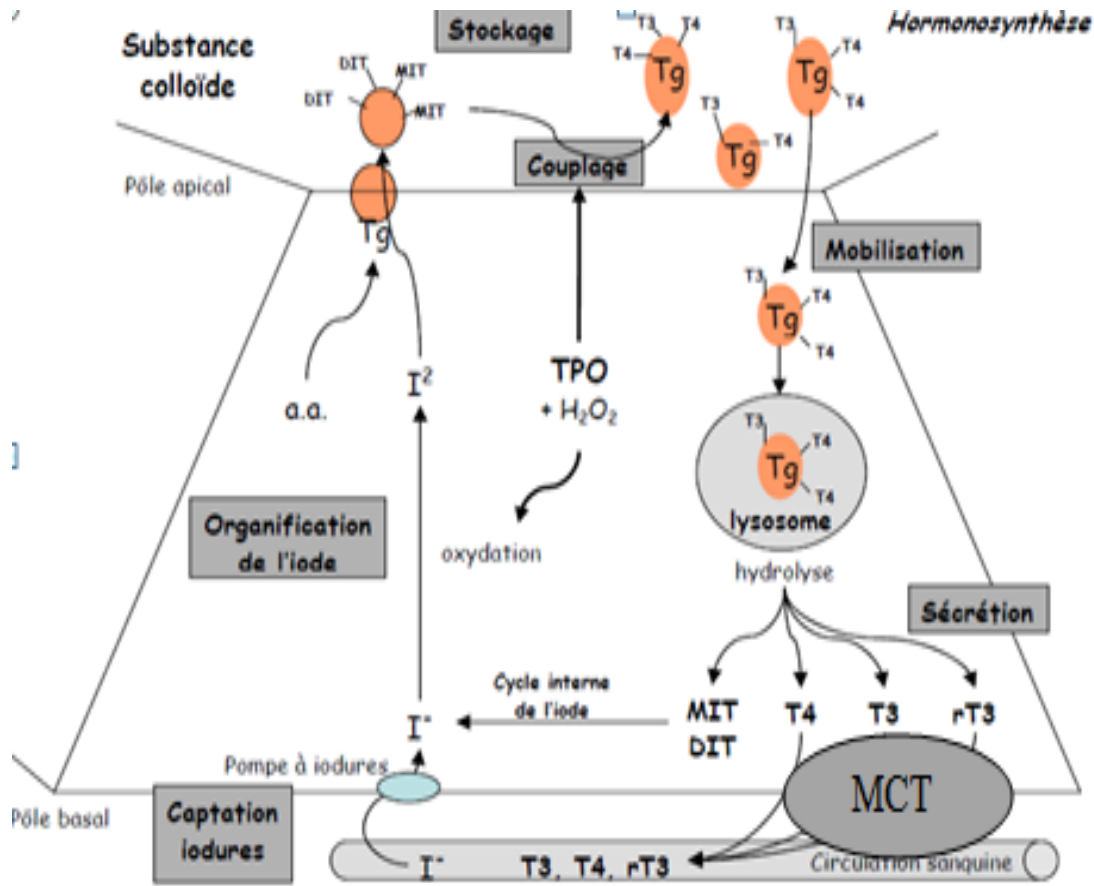 Stockage
Hormonosynthèse
Substance
colloïde
T3
T4
T4
Tg
T3
T4
T4
Tg
DIT
MIT
DIT
MIT
T3
T4
Tg
Couplage
Pôle apical
Tg
Mobilisation
T3
T4
Tg
T4
I²
TPO
+ H₂O₂
a.a.
T3
T4
Tg
T4
lysosome
Organification
de l'iode
oxydation
hydrolyse
Sécrétion
Cycle interne
de l'iode
I⁻
MIT
DIT
T4
T3
rT3
Pompe à iodures
MCT
Pôle basal
Captation
iodures
I⁻
T3, T4, rT3
Circulation sanguine